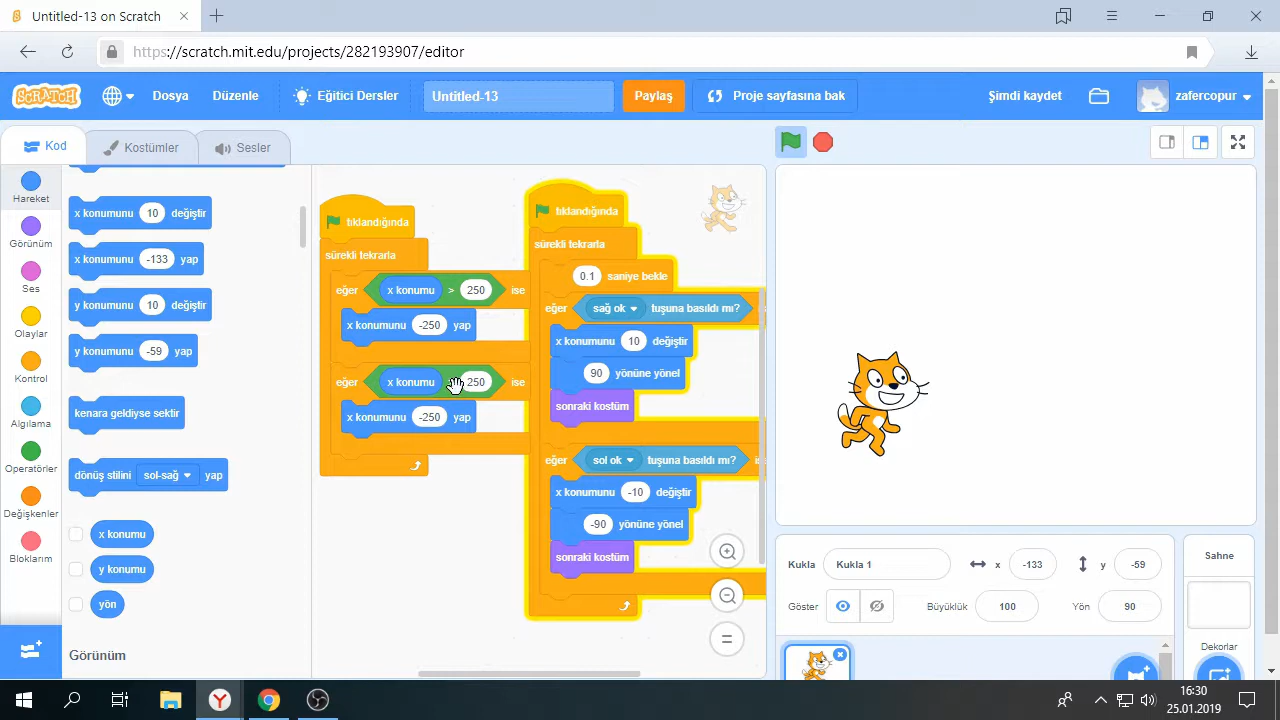 Untitled-13 on Scratch
https://scratch.mit.edu/projects/282193907/editor
SCRATCH
Dosya
Düzenle
Eğitici Dersler
Untitled-13
Paylaş
Proje sayfasına bak
Şimdi kaydet
zafercopur
Kod
Kostümler
Sesler
Hareket
Görünüm
Ses
Olaylar
Kontrol
Algılama
Operatörler
Değişkenler
Bloklarım
x konumunu 10 değiştir
x konumunu -133 yap
y konumunu 10 değiştir
y konumunu -59 yap
kenara geldiyse sektir
dönüş stilini sol-sağ yap
x konumu
y konumu
yön
Görünüm
tıklandığında
sürekli tekrarla
eğer x konumu > 250 ise
x konumunu -250 yap
eğer x konumu 250 ise
x konumunu -250 yap
tıklandığında
sürekli tekrarla
0.1 saniye bekle
eğer sağ ok tuşuna basıldı mı?
x konumunu 10 değiştir
90 yönüne yönel
sonraki kostüm
eğer sol ok tuşuna basıldı mı?
x konumunu -10 değiştir
-90 yönüne yönel
sonraki kostüm
Kukla Kukla 1 x -133 y -59
Göster Büyüklük 100 Yön 90
Sahne
Dekorlar
16:30
25.01.2019